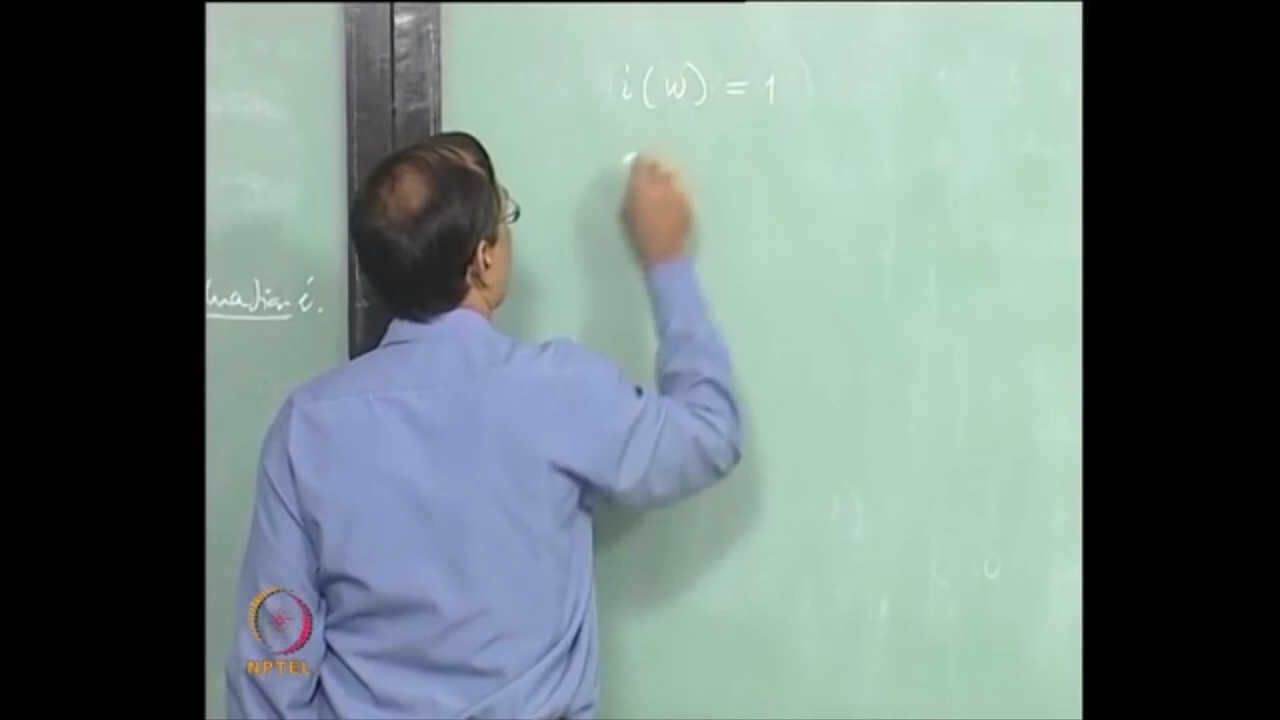 i(w) = 1
i.
NPTEL